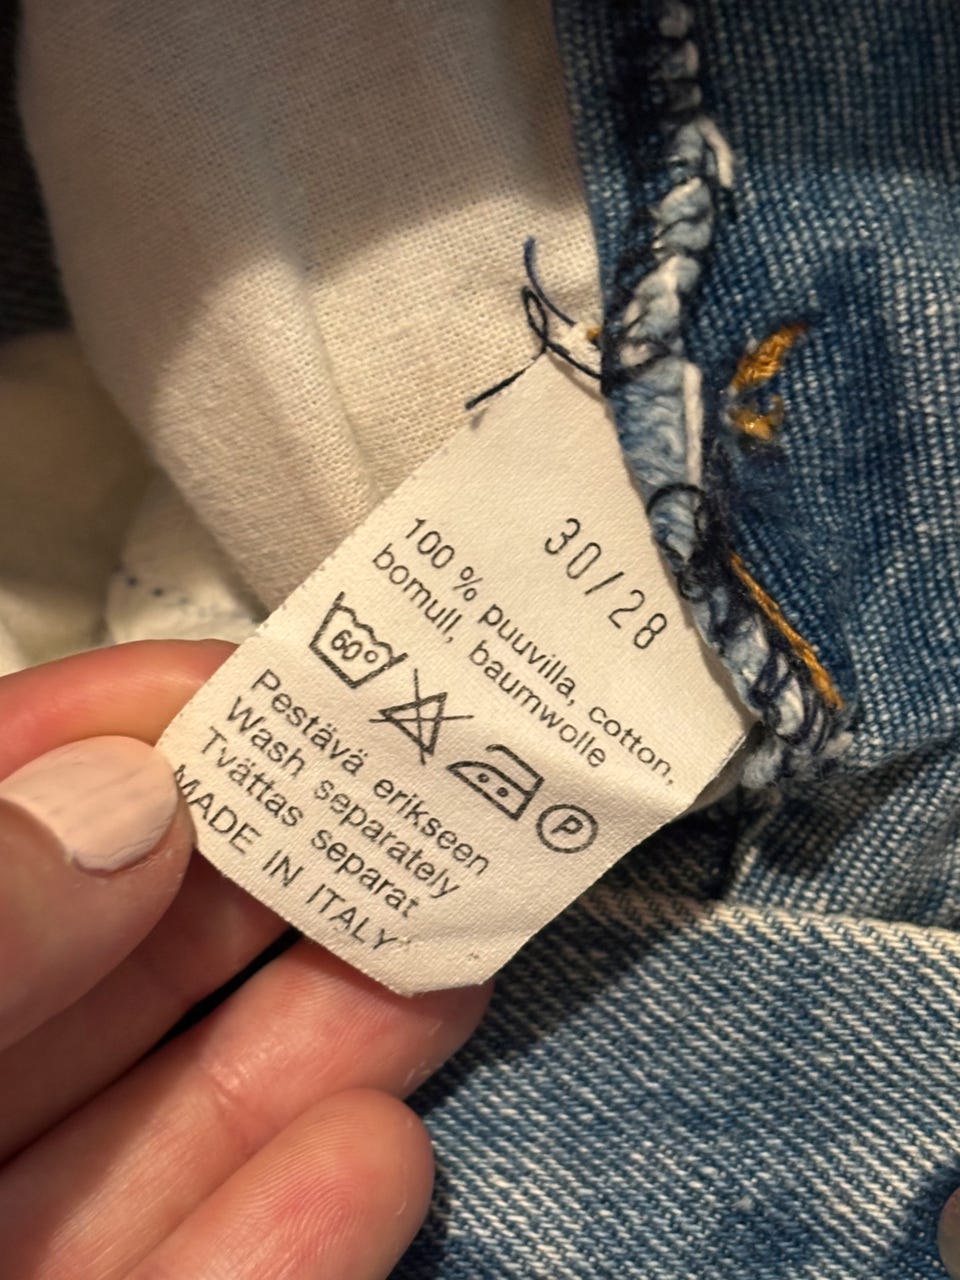 30/28
100 % puuvilla, cotton,
bomull, baumwolle
60° P
Pestävä erikseen
Wash separately
Tvättas separat
MADE IN ITALY